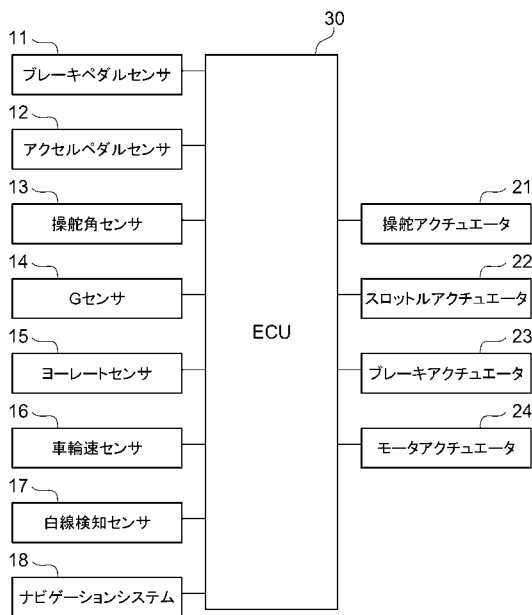 11
ブレーキペダルセンサ
12
アクセルペダルセンサ
13
操舵角センサ
14
Gセンサ
15
ヨーレートセンサ
16
車輪速センサ
17
白線検知センサ
18
ナビゲーションシステム
30
ECU
21
操舵アクチュエータ
22
スロットルアクチュエータ
23
ブレーキアクチュエータ
24
モータアクチュエータ